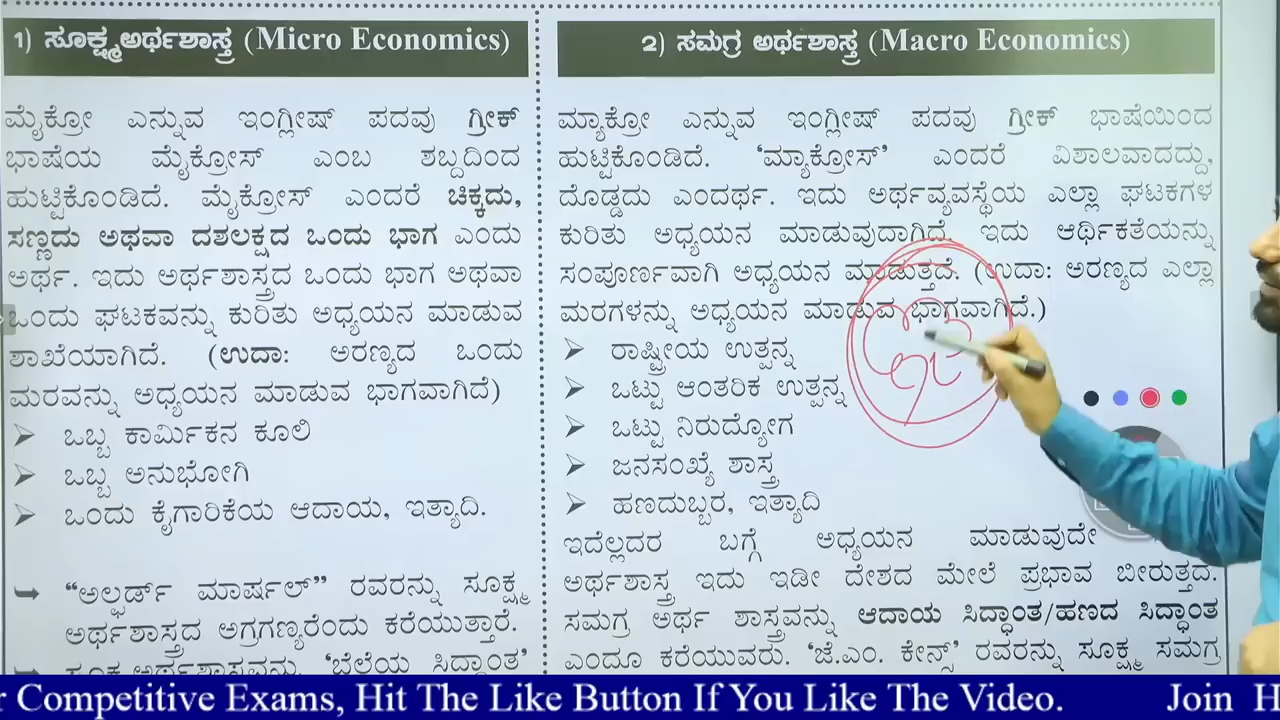 1) ಸೂಕ್ಷ್ಮ ಅರ್ಥಶಾಸ್ತ್ರ (Micro Economics)
ಮೈಕ್ರೋ ಎನ್ನುವ ಇಂಗ್ಲೀಷ್ ಪದವು ಗ್ರೀಕ್
ಭಾಷೆಯ ಮೈಕ್ರೋಸ್ ಎಂಬ ಶಬ್ದದಿಂದ
ಹುಟ್ಟಿಕೊಂಡಿದೆ. ಮೈಕ್ರೋಸ್ ಎಂದರೆ ಚಿಕ್ಕದು,
ಸಣ್ಣದು ಅಥವಾ ದಶಲಕ್ಷದ ಒಂದು ಭಾಗ ಎಂದು
ಅರ್ಥ. ಇದು ಅರ್ಥಶಾಸ್ತ್ರದ ಒಂದು ಭಾಗ ಅಥವಾ
ಒಂದು ಘಟಕವನ್ನು ಕುರಿತು ಅಧ್ಯಯನ ಮಾಡುವ
ಶಾಖೆಯಾಗಿದೆ. (ಉದಾ: ಅರಣ್ಯದ ಒಂದು
ಮರವನ್ನು ಅಧ್ಯಯನ ಮಾಡುವ ಭಾಗವಾಗಿದೆ)
➤ ಒಬ್ಬ ಕಾರ್ಮಿಕನ ಕೂಲಿ
➤ ಒಬ್ಬ ಅನುಭೋಗಿ
➤ ಒಂದು ಕೈಗಾರಿಕೆಯ ಆದಾಯ, ಇತ್ಯಾದಿ.
“ಅಲ್ಫರ್ಡ್ ಮಾರ್ಷಲ್” ರವರನ್ನು ಸೂಕ್ಷ್ಮ
ಅರ್ಥಶಾಸ್ತ್ರದ ಅಗ್ರಗಣ್ಯರೆಂದು ಕರೆಯುತ್ತಾರೆ.
ಸೂಕ್ಷ್ಮ ಅರ್ಥಶಾಸ್ತ್ರವನ್ನು 'ಬೆಲೆಯ ಸಿದ್ಧಾಂತ'
2) ಸಮಗ್ರ ಅರ್ಥಶಾಸ್ತ್ರ (Macro Economics)
ಮ್ಯಾಕ್ರೋ ಎನ್ನುವ ಇಂಗ್ಲೀಷ್ ಪದವು ಗ್ರೀಕ್ ಭಾಷೆಯಿಂದ
ಹುಟ್ಟಿಕೊಂಡಿದೆ. 'ಮ್ಯಾಕ್ರೋಸ್' ಎಂದರೆ ವಿಶಾಲವಾದದ್ದು,
ದೊಡ್ಡದು ಎಂದರ್ಥ. ಇದು ಅರ್ಥವ್ಯವಸ್ಥೆಯ ಎಲ್ಲಾ ಘಟಕಗಳ
ಕುರಿತು ಅಧ್ಯಯನ ಮಾಡುವುದಾಗಿದೆ. ಇದು ಆರ್ಥಿಕತೆಯನ್ನು
ಸಂಪೂರ್ಣವಾಗಿ ಅಧ್ಯಯನ ಮಾಡುತ್ತದೆ. (ಉದಾ: ಅರಣ್ಯದ ಎಲ್ಲಾ
ಮರಗಳನ್ನು ಅಧ್ಯಯನ ಮಾಡುವ ಭಾಗವಾಗಿದೆ.)
➤ ರಾಷ್ಟ್ರೀಯ ಉತ್ಪನ್ನ
➤ ಒಟ್ಟು ಆಂತರಿಕ ಉತ್ಪನ್ನ
➤ ಒಟ್ಟು ನಿರುದ್ಯೋಗ
➤ ಜನಸಂಖ್ಯೆ ಶಾಸ್ತ್ರ
➤ ಹಣದುಬ್ಬರ, ಇತ್ಯಾದಿ
ಇದೆಲ್ಲದರ ಬಗ್ಗೆ ಅಧ್ಯಯನ ಮಾಡುವುದೇ
ಅರ್ಥಶಾಸ್ತ್ರ ಇದು ಇಡೀ ದೇಶದ ಮೇಲೆ ಪ್ರಭಾವ ಬೀರುತ್ತದೆ.
ಸಮಗ್ರ ಅರ್ಥ ಶಾಸ್ತ್ರವನ್ನು ಆದಾಯ ಸಿದ್ಧಾಂತ/ಹಣದ ಸಿದ್ಧಾಂತ
ಎಂದೂ ಕರೆಯುವರು. 'ಜೆ.ಎಂ. ಕೇನ್ಸ್' ರವರನ್ನು ಸೂಕ್ಷ್ಮ ಸಮಗ್ರ
r Competitive Exams, Hit The Like Button If You Like The Video. Join H